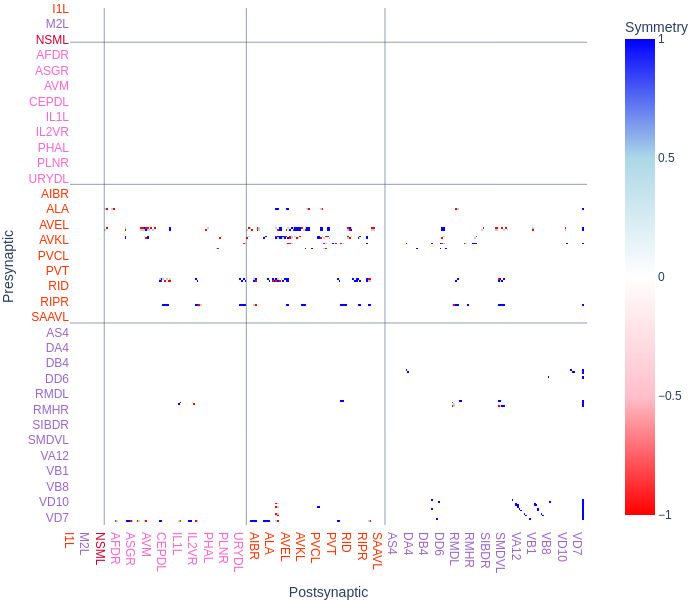 Symmetry
1
0.5
0
−0.5
−1
Presynaptic
I1L
M2L
NSML
AFDR
ASGR
AVM
CEPDL
IL1L
IL2VR
PHAL
PLNR
URYDL
AIBR
ALA
AVEL
AVKL
PVCL
PVT
RID
RIPR
SAAVL
AS4
DA4
DB4
DD6
RMDL
RMHR
SIBDR
SMDVL
VA12
VB1
VB8
VD10
VD7
I1L M2L NSML AFDR ASGR AVM CEPDL IL1L IL2VR PHAL PLNR URYDL AIBR ALA AVEL AVKL PVCL PVT RID RIPR SAAVL AS4 DA4 DB4 DD6 RMDL RMHR SIBDR SMDVL VA12 VB1 VB8 VD10 VD7
Postsynaptic